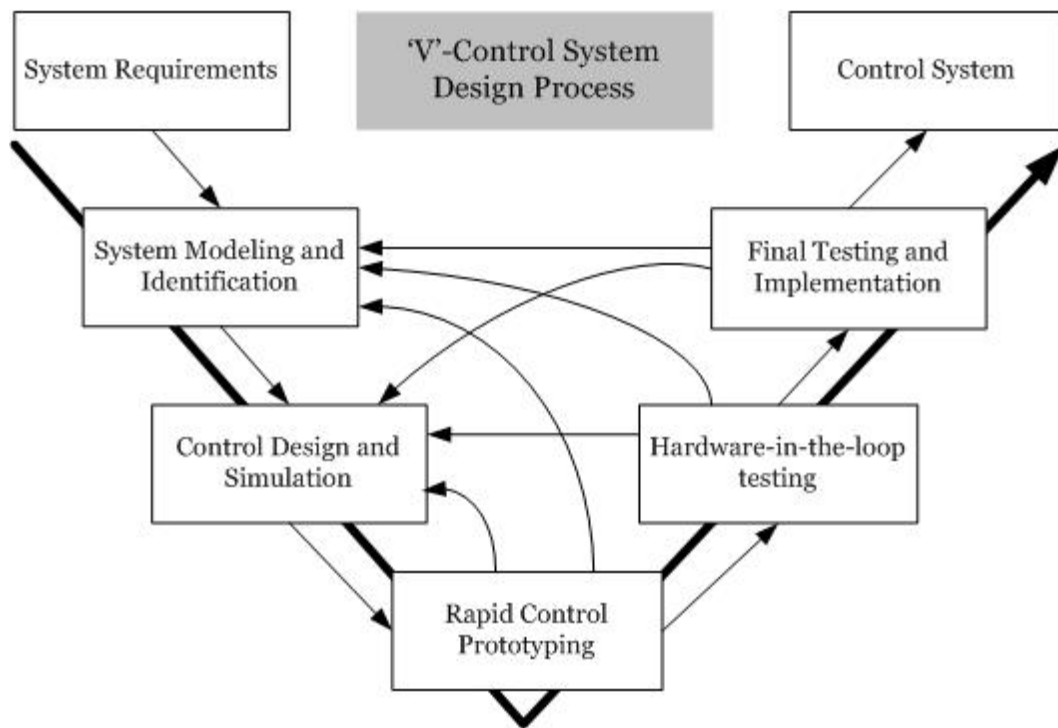 System Requirements
‘V’-Control System
Design Process
Control System
System Modeling and
Identification
Final Testing and
Implementation
Control Design and
Simulation
Hardware-in-the-loop
testing
Rapid Control
Prototyping